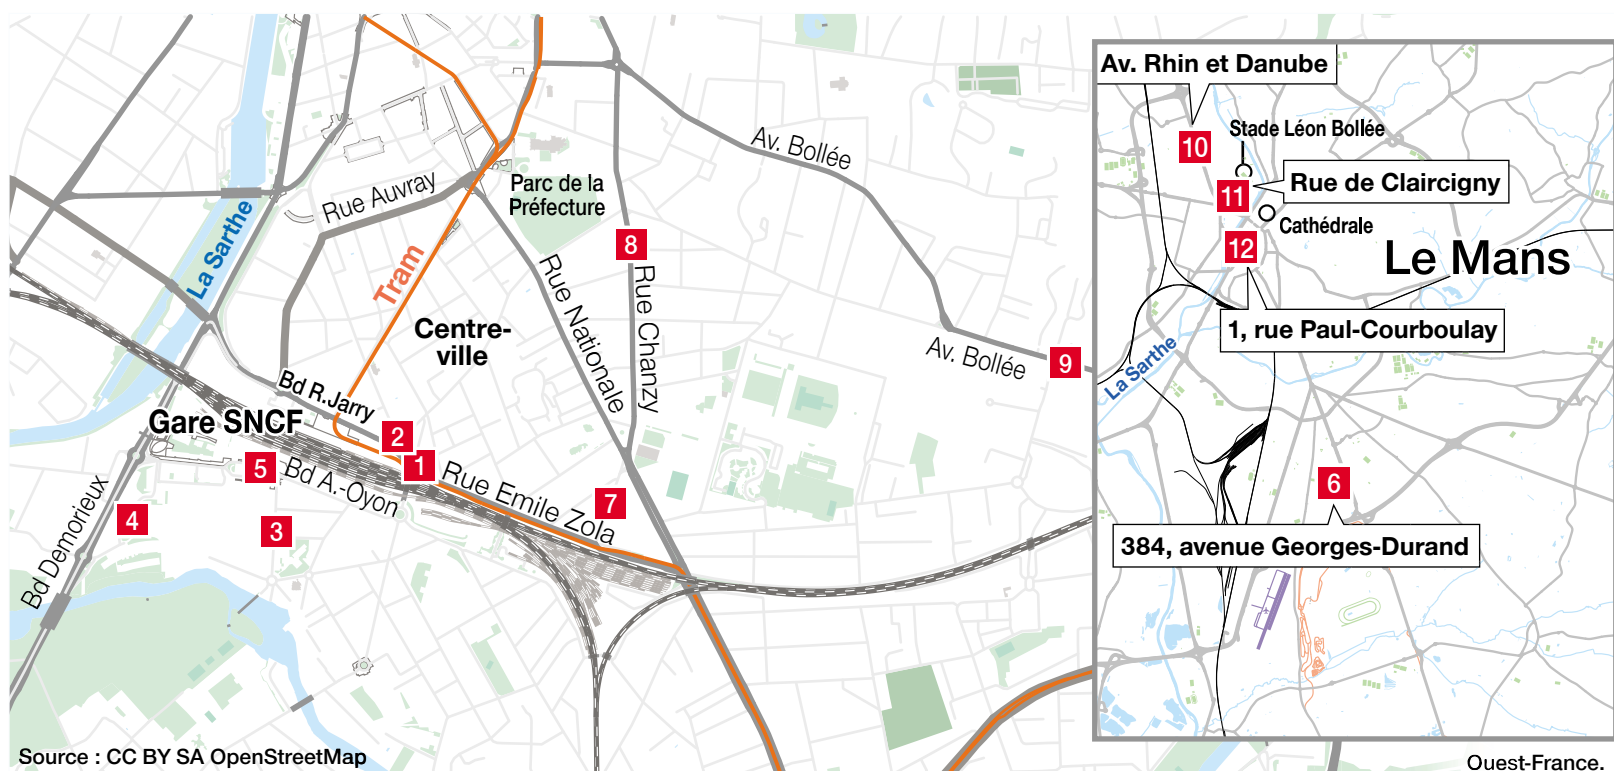 Av. Bollée
Rue Auvray
Parc de la
Préfecture
La Sarthe
8
Tram
Rue Nationale
Rue Chanzy
Centre-
ville
Av. Bollée
9
Bd R.Jarry
Gare SNCF
2
1
5
Bd A.-Oyon
Rue Emile Zola
7
4
3
Bd Demorieux
Source : CC BY SA OpenStreetMap
Av. Rhin et Danube
10
Stade Léon Bollée
11
Rue de Claircigny
Cathédrale
12
Le Mans
1, rue Paul-Courboulay
La Sarthe
6
384, avenue Georges-Durand
Ouest-France.